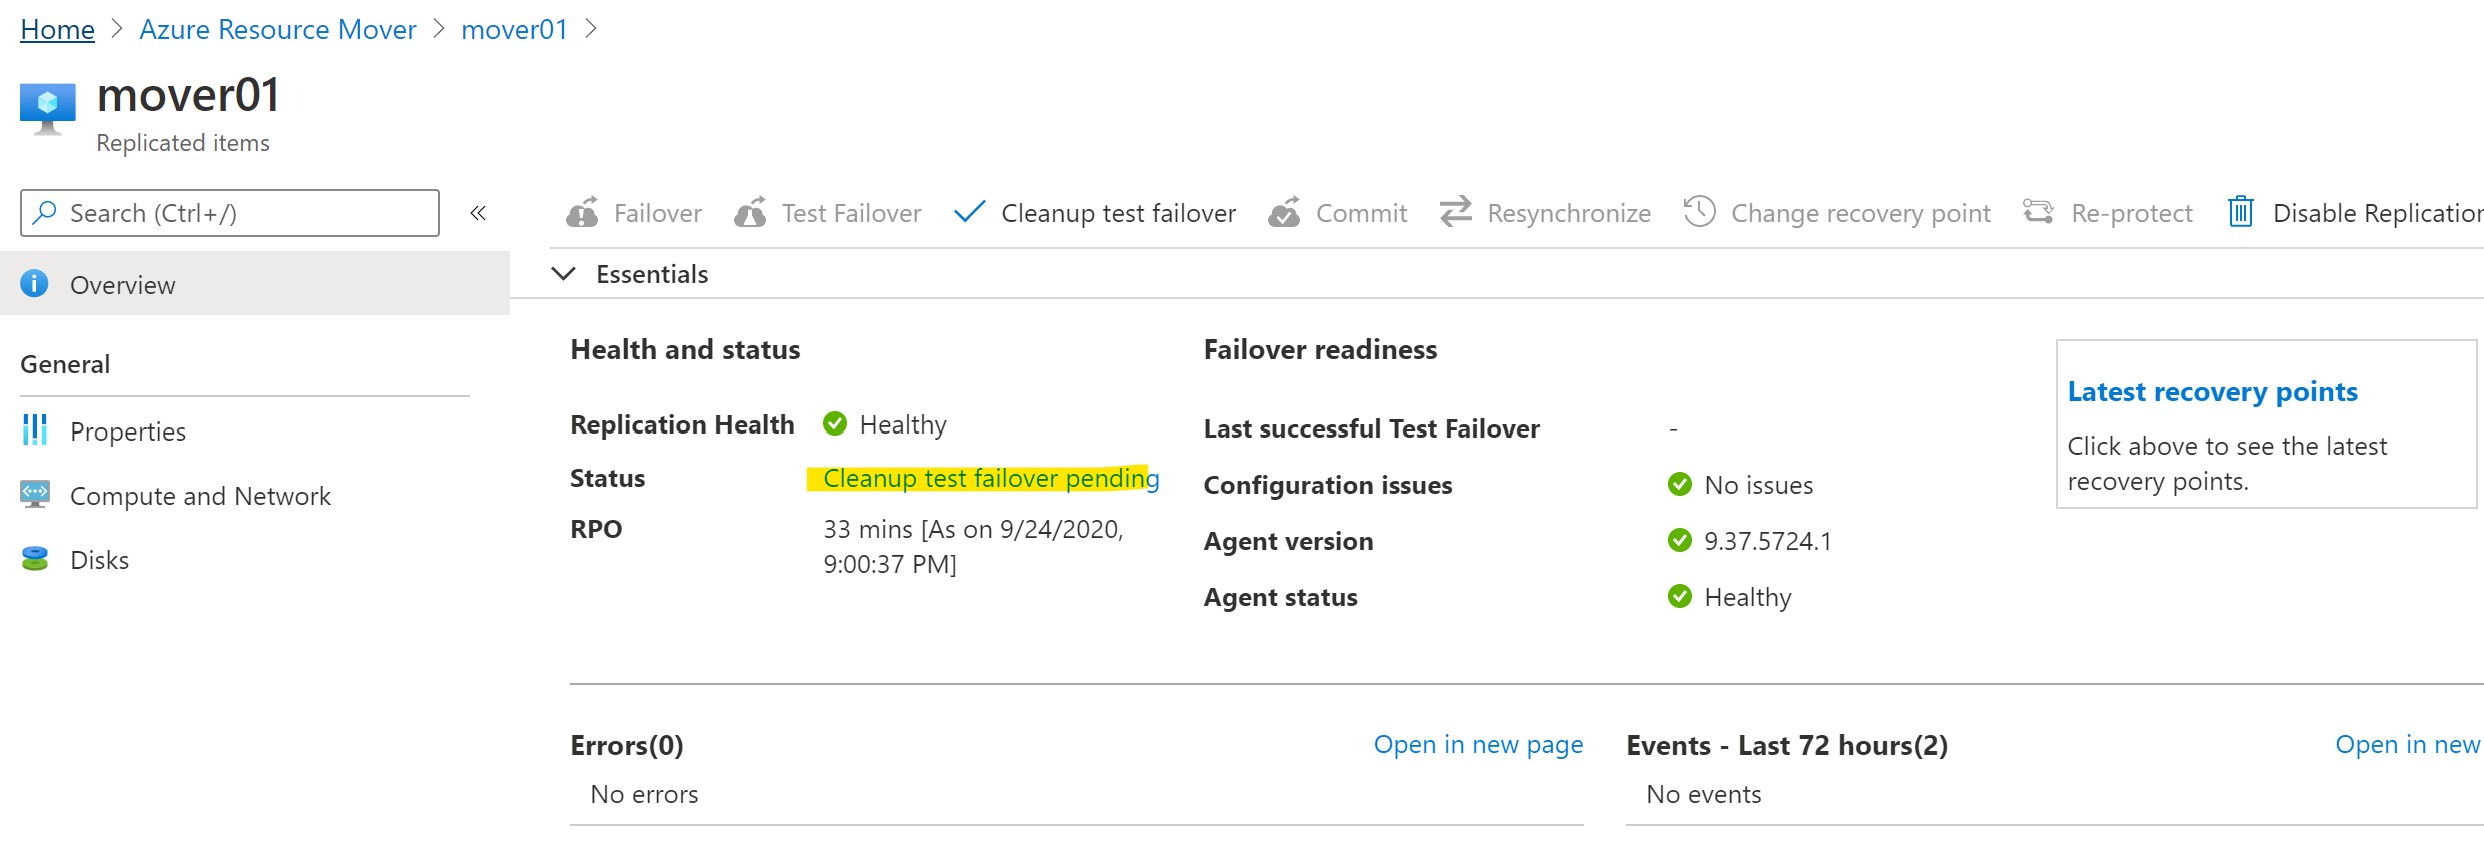 Home > Azure Resource Mover > mover01 >
mover01
Replicated items
Search (Ctrl+/)
«
Failover
Test Failover
Cleanup test failover
Commit
Resynchronize
Change recovery point
Re-protect
Disable Replication
Overview
General
Properties
Compute and Network
Disks
Essentials
Health and status
Replication Health
Healthy
Status
Cleanup test failover pending
RPO
33 mins [As on 9/24/2020,
9:00:37 PM]
Failover readiness
Last successful Test Failover
-
Configuration issues
No issues
Agent version
9.37.5724.1
Agent status
Healthy
Latest recovery points
Click above to see the latest
recovery points.
Errors(0)
Open in new page
No errors
Events - Last 72 hours(2)
Open in new
No events